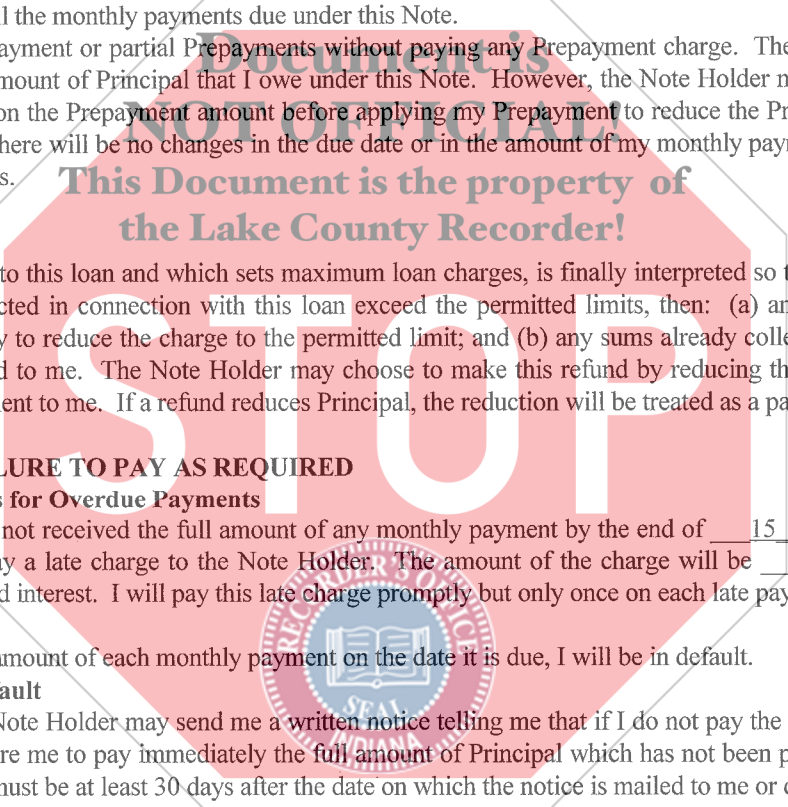 l the monthly payments due under this Note.
ayment or partial Prepayments without paying any Prepayment charge. The
Document is
mount of Principal that I owe under this Note. However, the Note Holder
on the Prepayment amount before applying my Prepayment to reduce the
NOT OFFICIAL!
here will be no changes in the due date or in the amount of my monthly
s.
This Document is the property of
the Lake County Recorder!
to this loan and which sets maximum loan charges, is finally interpreted so
cted in connection with this loan exceed the permitted limits, then: (a)
y to reduce the charge to the permitted limit; and (b) any sums already
d to me. The Note Holder may choose to make this refund by reducing
ent to me. If a refund reduces Principal, the reduction will be treated as a
STOP
LURE TO PAY AS REQUIRED
s for Overdue Payments
not received the full amount of any monthly payment by the end of 15
y a late charge to the Note Holder. The amount of the charge will be
d interest. I will pay this late charge promptly but only once on each late
amount of each monthly payment on the date it is due, I will be in default.
ault
Note Holder may send me a written notice telling me that if I do not pay the
re me to pay immediately the full amount of Principal which has not been
must be at least 30 days after the date on which the notice is mailed to me or
RECORDER'S OFFICE
SEAL
INDIANA